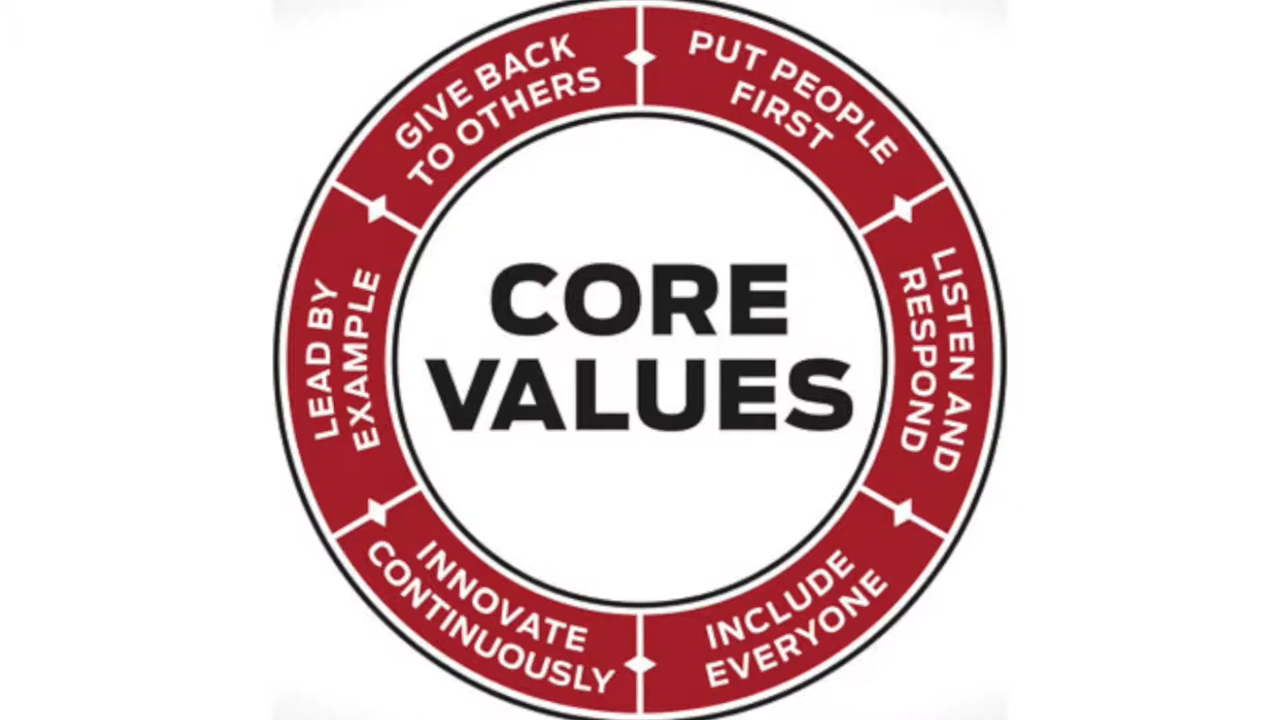 CORE
VALUES
PUT PEOPLE
FIRST
LISTEN AND
RESPOND
INCLUDE
EVERYONE
INNOVATE
CONTINUOUSLY
LEAD BY
EXAMPLE
GIVE BACK
TO OTHERS